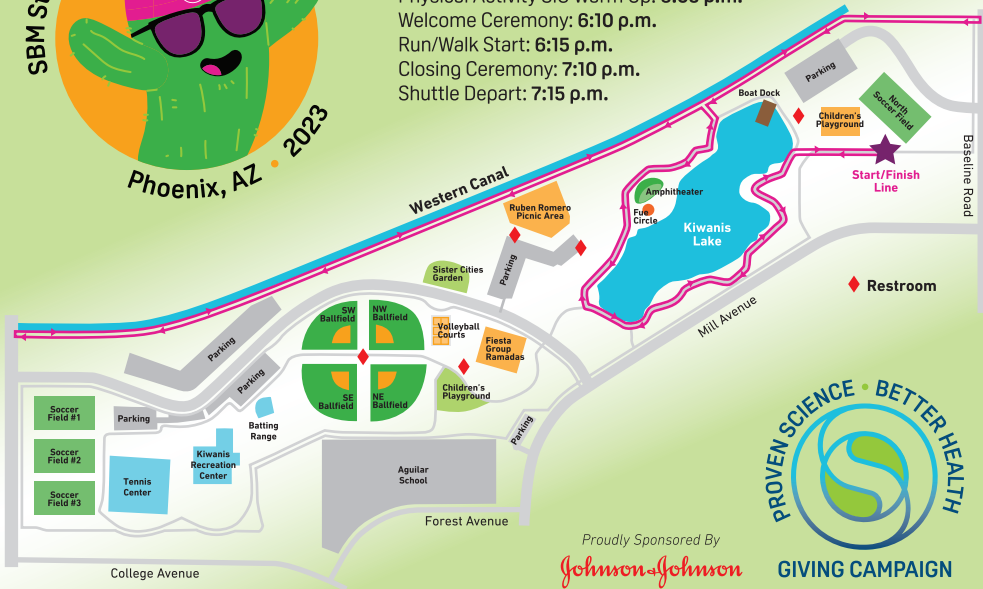 SBM
Phoenix, AZ • 2023
Welcome Ceremony: 6:10 p.m.
Run/Walk Start: 6:15 p.m.
Closing Ceremony: 7:10 p.m.
Shuttle Depart: 7:15 p.m.
Western Canal
Boat Dock
Parking
Children's
Playground
North
Soccer Field
Start/Finish
Line
Baseline Road
Amphitheater
Fue
Circle
Kiwanis
Lake
Ruben Romero
Picnic Area
Parking
Sister Cities
Garden
Restroom
Mill Avenue
SW
Ballfield
NW
Ballfield
SE
Ballfield
NE
Ballfield
Volleyball
Courts
Fiesta
Group
Ramadas
Children's
Playground
Parking
Parking
Parking
Parking
Batting
Range
Soccer
Field #1
Soccer
Field #2
Soccer
Field #3
Kiwanis
Recreation
Center
Tennis
Center
Aguilar
School
Forest Avenue
College Avenue
Proudly Sponsored By
Johnson+Johnson
PROVEN SCIENCE • BETTER HEALTH
GIVING CAMPAIGN